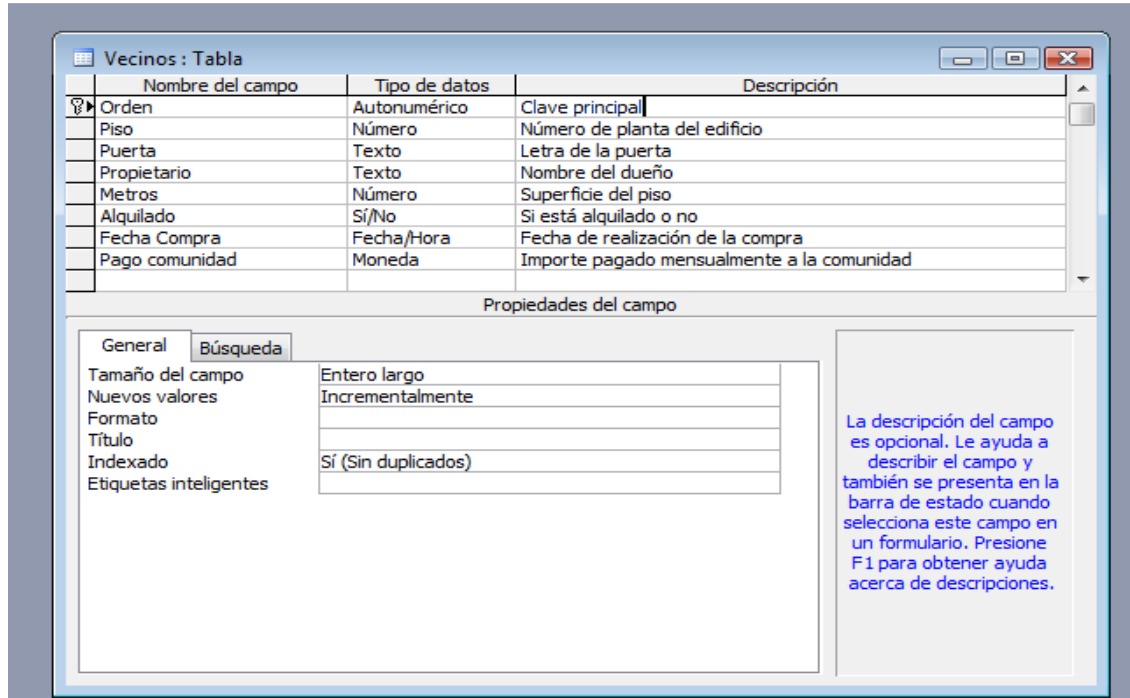 Vecinos : Tabla
Nombre del campo Tipo de datos Descripción
Orden Autonumérico Clave principal
Piso Número Número de planta del edificio
Puerta Texto Letra de la puerta
Propietario Texto Nombre del dueño
Metros Número Superficie del piso
Alquilado Sí/No Si está alquilado o no
Fecha Compra Fecha/Hora Fecha de realización de la compra
Pago comunidad Moneda Importe pagado mensualmente a la comunidad
Propiedades del campo
General Búsqueda
Tamaño del campo Entero largo
Nuevos valores Incrementalmente
Formato
Título
Indexado Sí (Sin duplicados)
Etiquetas inteligentes
La descripción del campo
es opcional. Le ayuda a
describir el campo y
también se presenta en la
barra de estado cuando
selecciona este campo en
un formulario. Presione
F1 para obtener ayuda
acerca de descripciones.